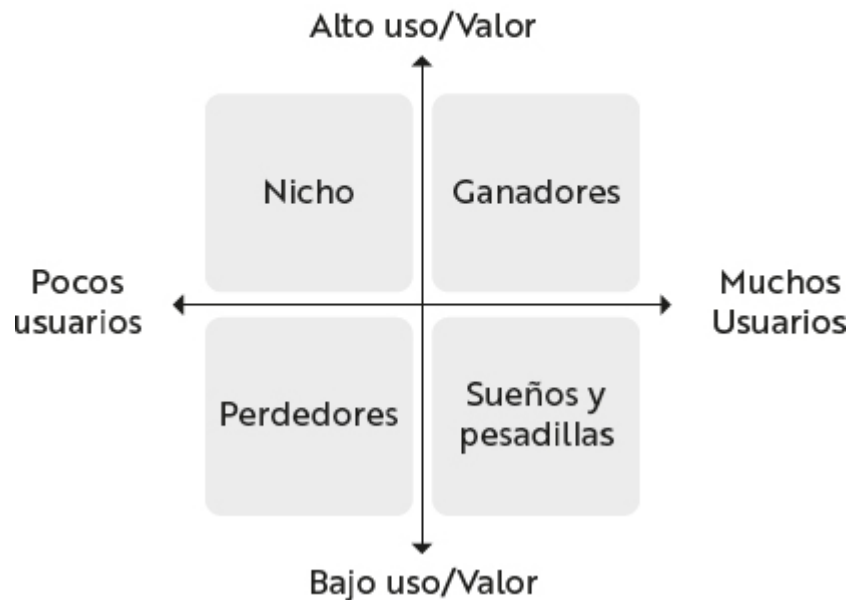 Alto uso/Valor
Nicho
Ganadores
Pocos
usuarios
Muchos
Usuarios
Perdedores
Sueños y
pesadillas
Bajo uso/Valor